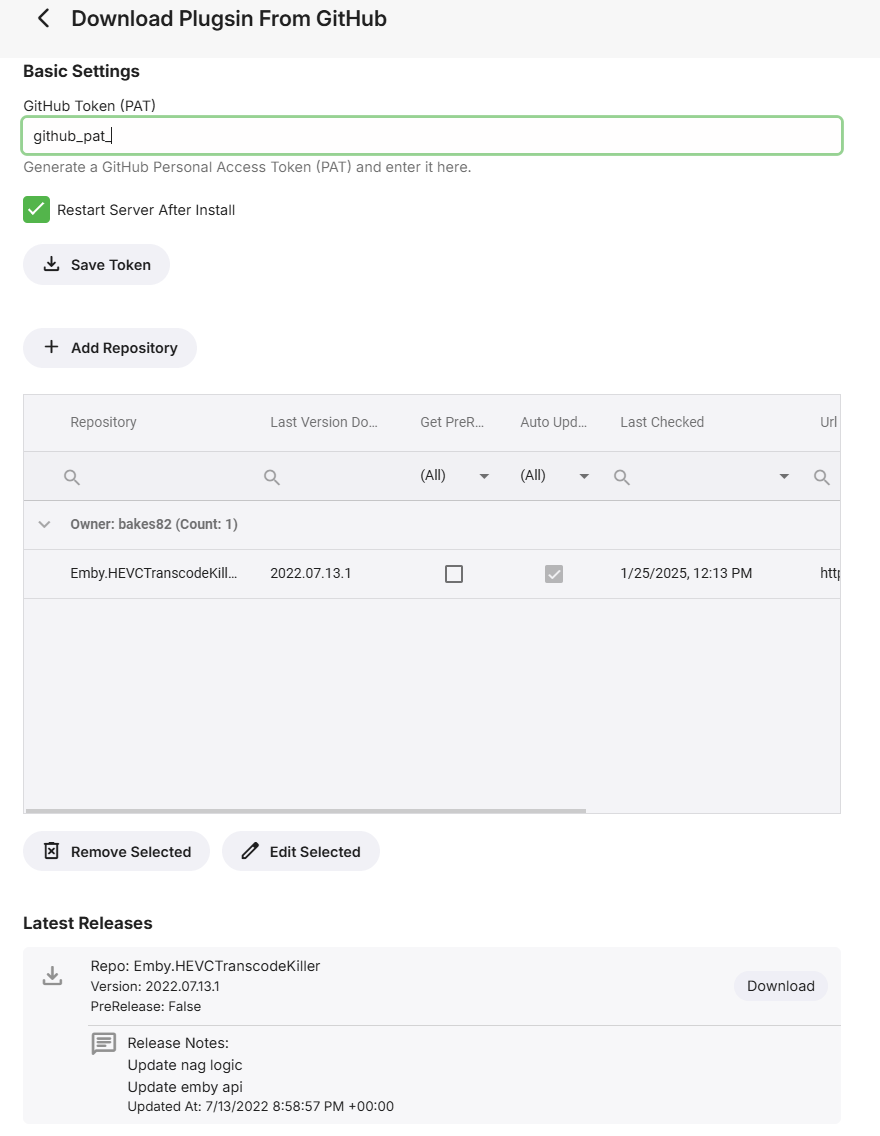 Download Plugsin From GitHub
Basic Settings
GitHub Token (PAT)
github_pat_
Generate a GitHub Personal Access Token (PAT) and enter it here.
Restart Server After Install
Save Token
Add Repository
Repository Last Version Do... Get PreR... Auto Upd... Last Checked Url
(All) (All)
Owner: bakes82 (Count: 1)
Emby.HEVCTranscodeKill... 2022.07.13.1 1/25/2025, 12:13 PM http
Remove Selected Edit Selected
Latest Releases
Repo: Emby.HEVCTranscodeKiller
Version: 2022.07.13.1
PreRelease: False
Download
Release Notes:
Update nag logic
Update emby api
Updated At: 7/13/2022 8:58:57 PM +00:00